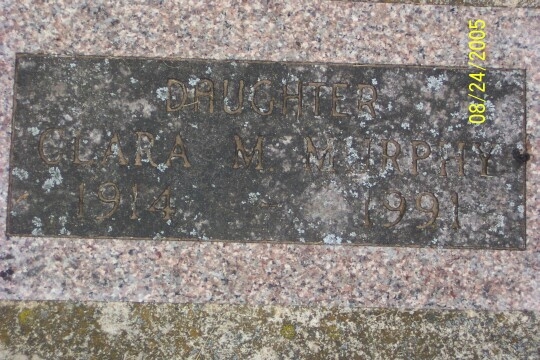 DAUGHTER
CLARA M. MURPHY
1914 - 1991
08/24/2005